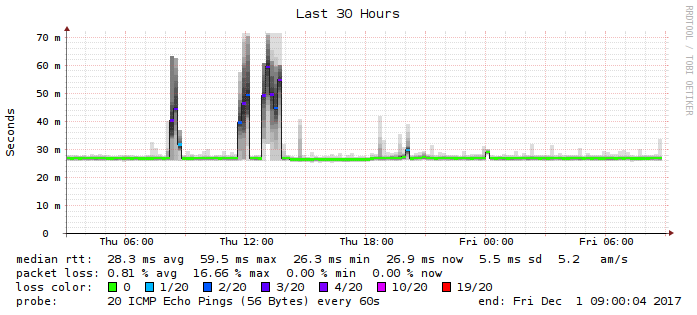 Last 30 Hours
70 m
60 m
50 m
40 m
30 m
20 m
10 m
0
Seconds
RRDTOOL / TOBI OETIKER
Thu 06:00 Thu 12:00 Thu 18:00 Fri 00:00 Fri 06:00
median rtt: 28.3 ms avg 59.5 ms max 26.3 ms min 26.9 ms now 5.5 ms sd 5.2 am/s
packet loss: 0.81 % avg 16.66 % max 0.00 % min 0.00 % now
loss color: 0 1/20 2/20 3/20 4/20 10/20 19/20
probe: 20 ICMP Echo Pings (56 Bytes) every 60s end: Fri Dec 1 09:00:04 2017